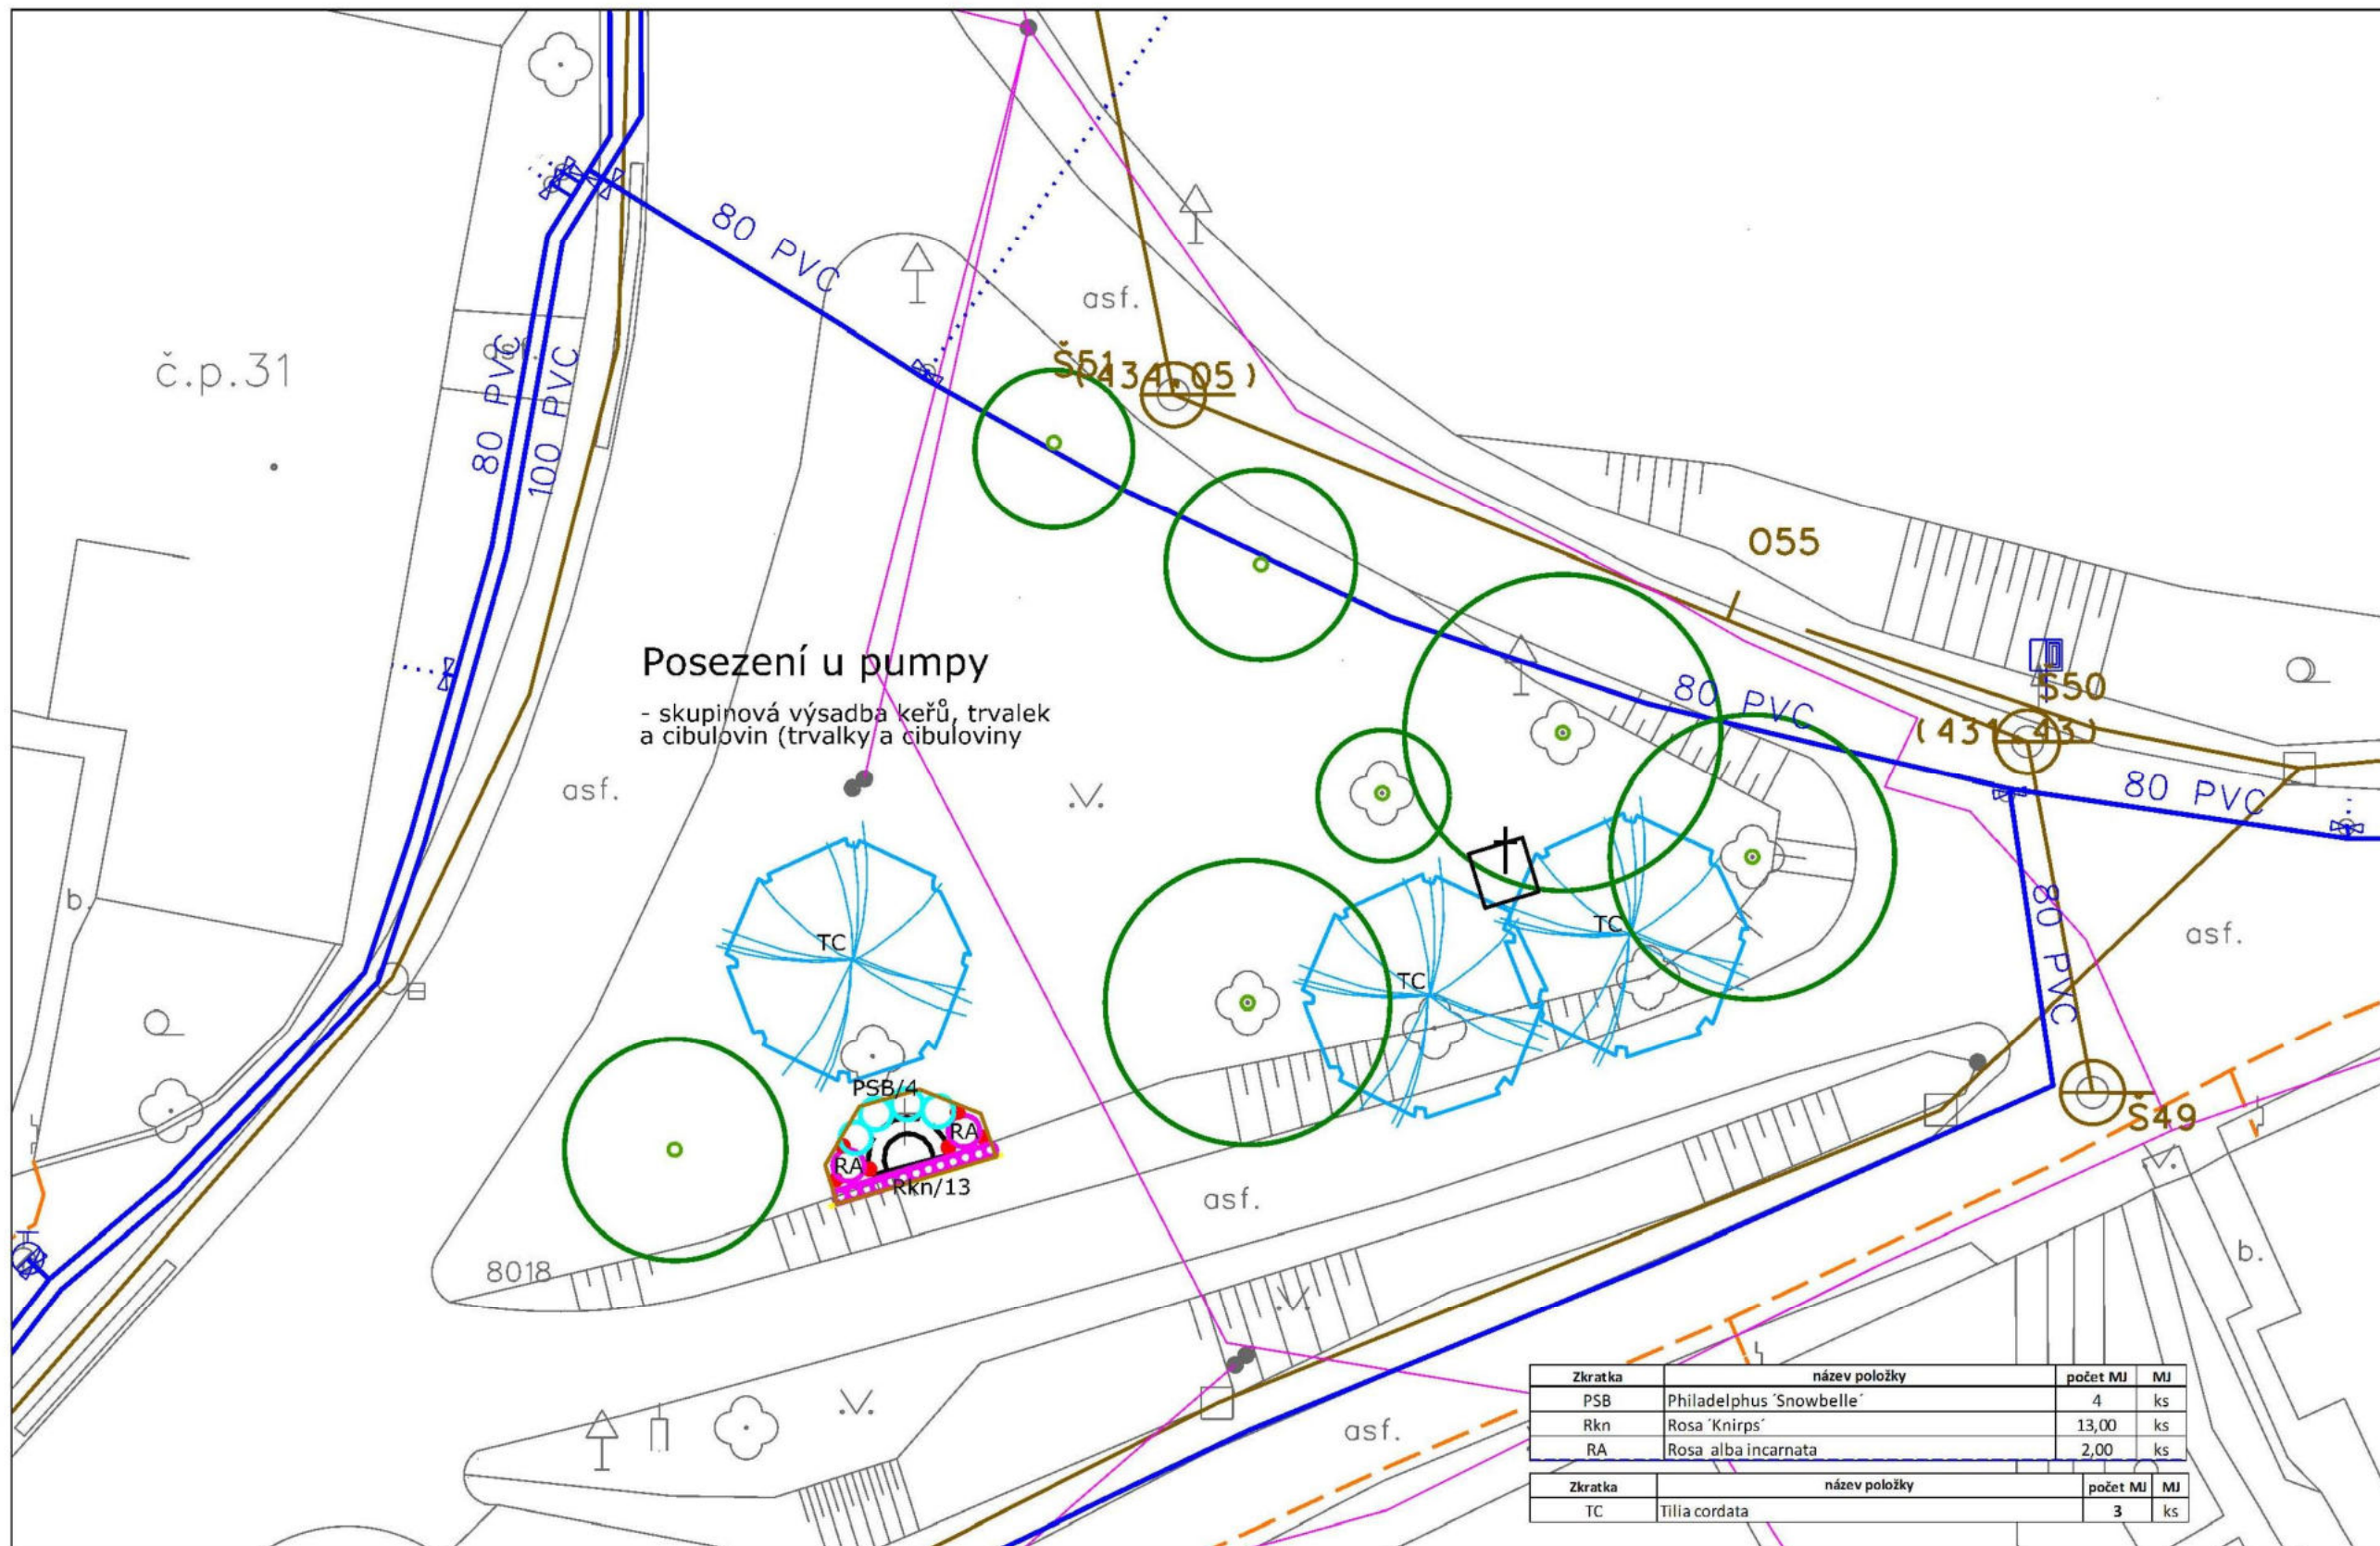 80 PVC
asf.
č.p.31
asf.
80 PVC
100 PVC
Š51
(434.05)
O55
Posezení u pumpy
- skupinová výsadba keřů, trvalek
a cibulovin (trvalky a cibuloviny
asf.
80 PVC
Š50
80 PVC
b.
TC
TC
TC
80 PVC
asf.
PSB/4
RA
RA
Rkn/13
Š49
asf.
8018
b.
asf.
Zkratka název položky počet MJ MJ
PSB Philadelphus ´Snowbelle´ 4 ks
Rkn Rosa ´Knirps´ 13,00 ks
RA Rosa alba incarnata 2,00 ks
Zkratka název položky počet MJ MJ
TC Tilia cordata 3 ks